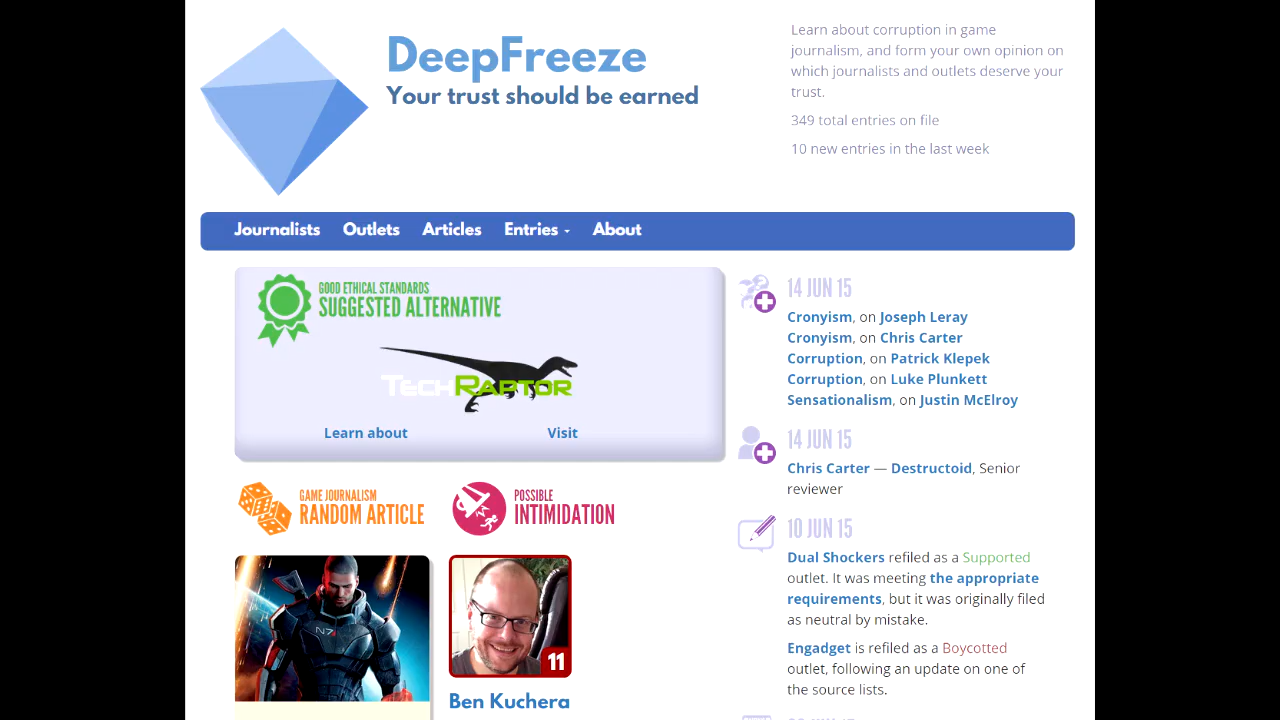 DeepFreeze
Your trust should be earned
Learn about corruption in game
journalism, and form your own opinion on
which journalists and outlets deserve your
trust.
349 total entries on file
10 new entries in the last week
Journalists Outlets Articles Entries About
GOOD ETHICAL STANDARDS
SUGGESTED ALTERNATIVE
TECHRAPTOR
Learn about Visit
GAME JOURNALISM
RANDOM ARTICLE
POSSIBLE
INTIMIDATION
N7
11
Ben Kuchera
14 JUN 15
Cronyism, on Joseph Leray
Cronyism, on Chris Carter
Corruption, on Patrick Klepek
Corruption, on Luke Plunkett
Sensationalism, on Justin McElroy
14 JUN 15
Chris Carter — Destructoid, Senior
reviewer
10 JUN 15
Dual Shockers refiled as a Supported
outlet. It was meeting the appropriate
requirements, but it was originally filed
as neutral by mistake.
Engadget is refiled as a Boycotted
outlet, following an update on one of
the source lists.